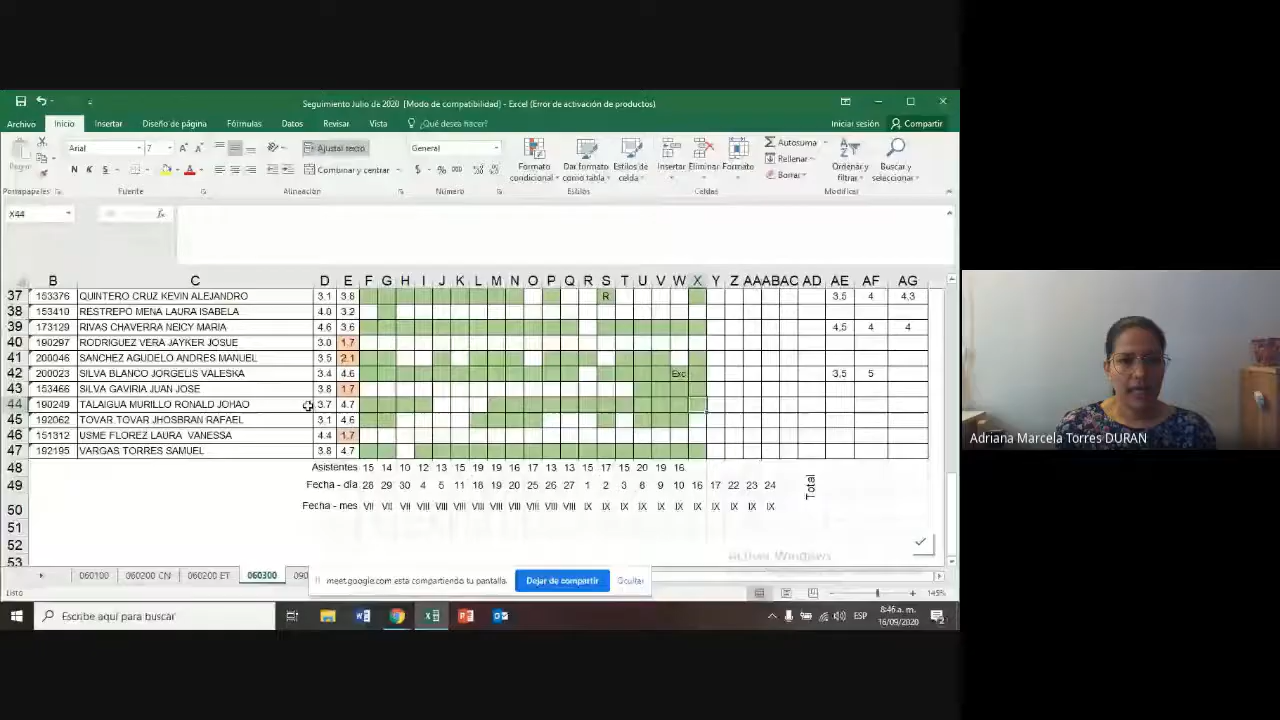 Seguimiento Julio de 2020 [Modo de compatibilidad] - Excel (Error de activación de productos)
Archivo Inicio Insertar Diseño de página Fórmulas Datos Revisar Vista ¿Qué desea hacer? Iniciar sesión Compartir
Arial 7 Ajustar texto General Autosuma
N K S Combinar y centrar $ % 000 Formato condicional Dar formato como tabla Estilos de celda Insertar Eliminar Formato Rellenar Borrar Ordenar y filtrar Buscar y seleccionar
Portapapeles Fuente Alineación Número Estilos Celdas Modificar
X44 fx
B C D E F G H I J K L M N O P Q R S T U V W X Y Z AA AB AC AD AE AF AG
37 153376 QUINTERO CRUZ KEVIN ALEJANDRO 3.1 3.8 R 3.5 4 4.3
38 153410 RESTREPO MENA LAURA ISABELA 4.0 3.2
39 173129 RIVAS CHAVERRA NEICY MARIA 4.6 3.6 4.5 4 4
40 190297 RODRIGUEZ VERA JAYKER JOSUE 3.0 1.7
41 200046 SANCHEZ AGUDELO ANDRES MANUEL 3.5 2.1
42 200023 SILVA BLANCO JORGELIS VALESKA 3.4 4.6 Exc 3.5 5
43 153466 SILVA GAVIRIA JUAN JOSE 3.8 1.7
44 190249 TALAIGUA MURILLO RONALD JOHAO 3.7 4.7
45 192062 TOVAR TOVAR JHOSBRAN RAFAEL 3.1 4.6
46 151312 USME FLOREZ LAURA VANESSA 4.4 1.7
47 192195 VARGAS TORRES SAMUEL 3.8 4.7
48 Asistentes 15 14 10 12 13 15 19 19 16 17 13 13 15 17 15 20 19 16
49 Fecha - día 28 29 30 4 5 11 18 19 20 25 26 27 1 2 3 8 9 10 16 17 22 23 24 Total
50 Fecha - mes VII VII VII VIII VIII VIII VIII VIII VIII VIII VIII VIII IX IX IX IX IX IX IX IX IX IX IX
51
52
53
Activar Windows
060100 060200 CN 060200 ET 060300 090
meet.google.com está compartiendo tu pantalla. Dejar de compartir Ocultar
Listo 145%
Escribe aquí para buscar ESP 8:46 a. m.
16/09/2020
Adriana Marcela Torres DURAN